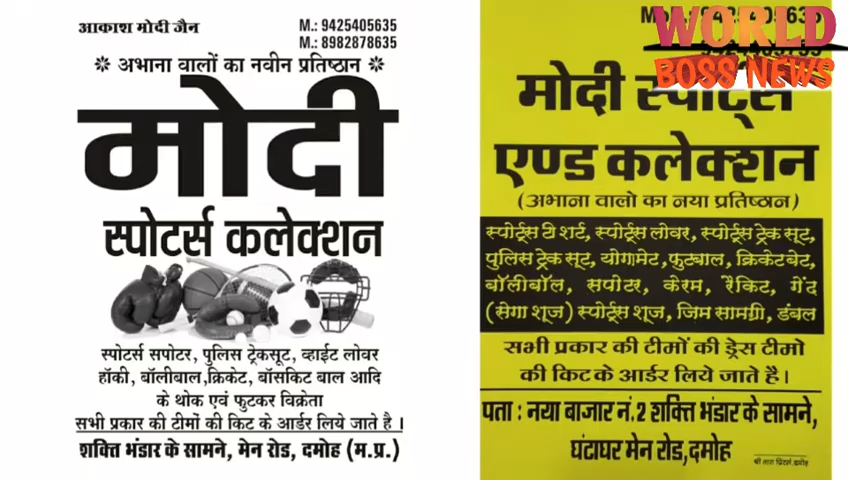 आकाश मोदी जैन
M.: 9425405635
M.: 8982878635
❊ अभाना वालों का नवीन प्रतिष्ठान ❊
मोदी
स्पोटर्स कलेक्शन
स्पोटर्स सपोटर, पुलिस ट्रेकसूट, व्हाईट लोवर
हॉकी, बॉलीबाल,क्रिकेट, बॉसकिट बाल आदि
के थोक एवं फुटकर विक्रेता
सभी प्रकार की टीमों की किट के आर्डर लिये जाते है ।
शक्ति भंडार के सामने, मेन रोड, दमोह (म.प्र.)
WORLD
BOSS NEWS
मोदी स्पोर्ट्स
एण्ड कलेक्शन
(अभाना वालो का नया प्रतिष्ठान)
स्पोर्ट्स टी शर्ट, स्पोर्ट्स लोवर, स्पोर्ट्स ट्रेक सूट,
पुलिस ट्रेक सूट, योगामेट,फुटबाल, क्रिकेटबेट,
बॉलीबॉल, सपोटर, केरम, रैकिट, गेंद
(सेगा शूज) स्पोर्ट्स शूज, जिम सामग्री, डंबल
सभी प्रकार की टीमों की ड्रेस टीमो
की किट के आर्डर लिये जाते है।
पता : नया बाजार नं.2 शक्ति भंडार के सामने,
घंटाघर मेन रोड,दमोह